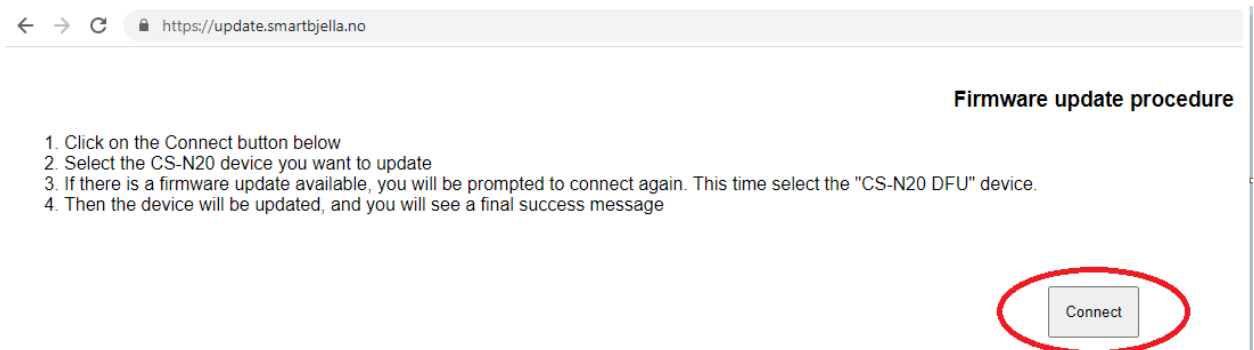 https://update.smartbjella.no
Firmware update procedure
1. Click on the Connect button below
2. Select the CS-N20 device you want to update
3. If there is a firmware update available, you will be prompted to connect again. This time select the "CS-N20 DFU" device.
4. Then the device will be updated, and you will see a final success message
Connect